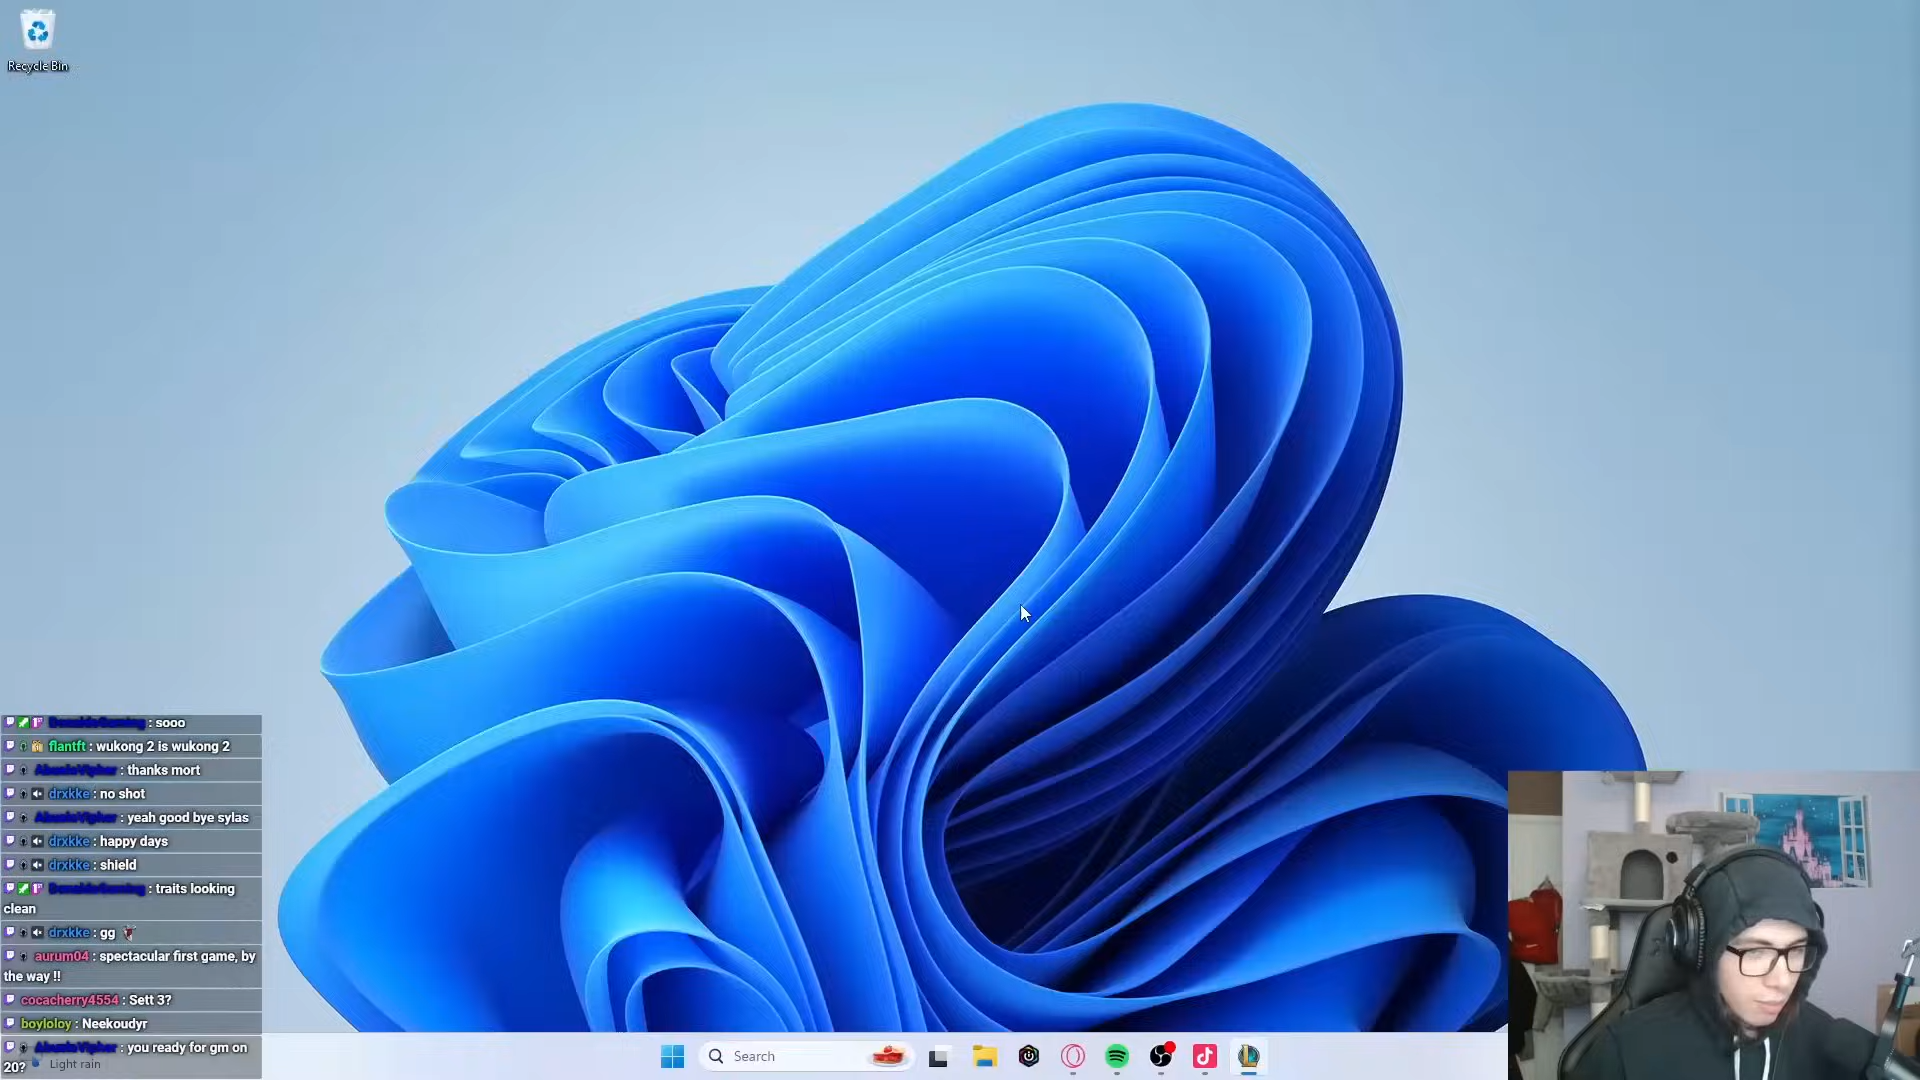 Recycle Bin
: sooo
flantft : wukong 2 is wukong 2
: thanks mort
drxkke : no shot
: yeah good bye sylas
drxkke : happy days
drxkke : shield
: traits looking
clean
drxkke : gg
aurum04 : spectacular first game, by
the way !!
cocacherry4554 : Sett 3?
boyloloy : Neekoudyr
: you ready for gm on
20?
Light rain
Search